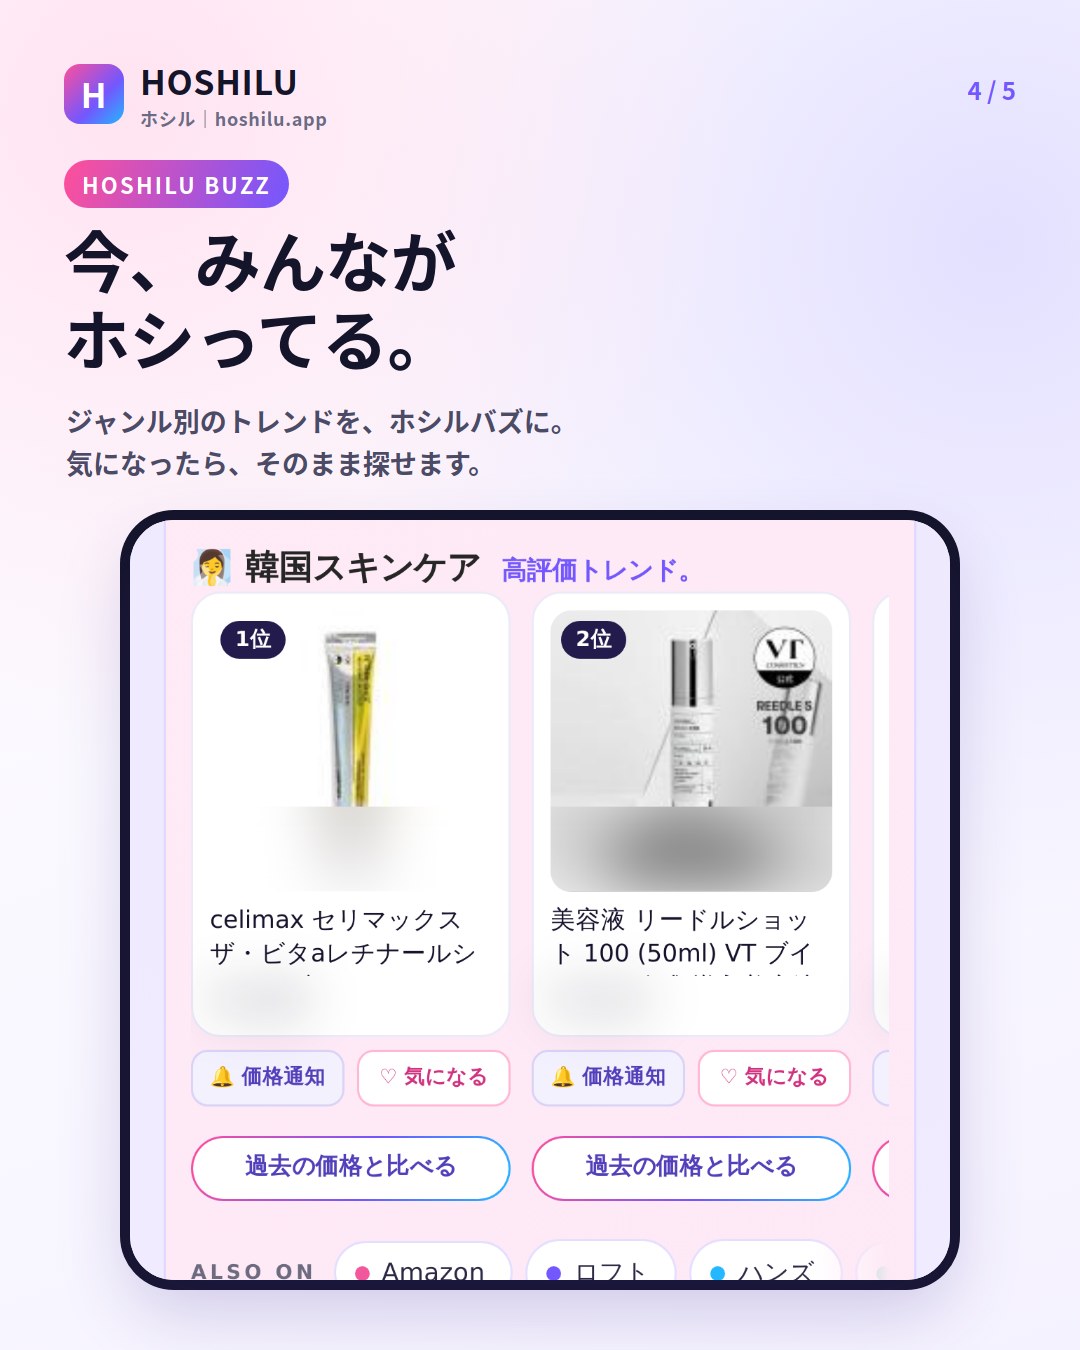 H
HOSHILU
ホシル｜hoshilu.app
4 / 5
HOSHILU BUZZ
今、みんなが
ホシってる。
ジャンル別のトレンドを、ホシルバズに。
気になったら、そのまま探せます。
韓国スキンケア 高評価トレンド。
1位
2位
VT
COSMETICS
公式
REEDLE S
100
celimax セリマックス
ザ・ビタaレチナールシ
美容液 リードルショッ
ト 100 (50ml) VT ブイ
🔔 価格通知
♡ 気になる
🔔 価格通知
♡ 気になる
過去の価格と比べる
過去の価格と比べる
ALSO ON
Amazon
ロフト
ハンズ